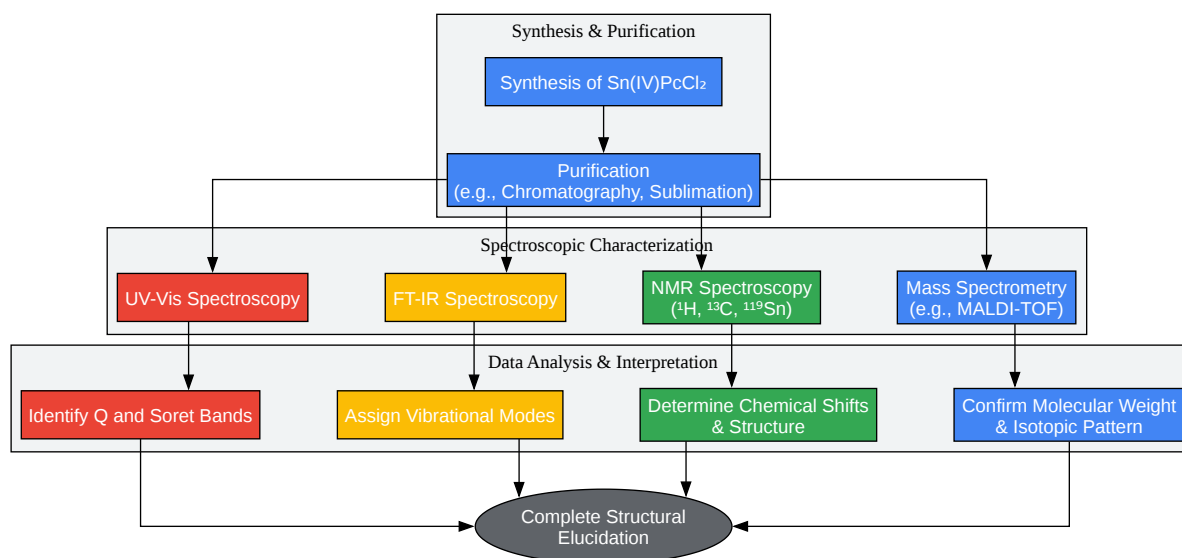 Synthesis & Purification
Synthesis of Sn(IV)PcCl₂
Purification
(e.g., Chromatography, Sublimation)
Spectroscopic Characterization
UV-Vis Spectroscopy
FT-IR Spectroscopy
NMR Spectroscopy
(¹H, ¹³C, ¹¹⁹Sn)
Mass Spectrometry
(e.g., MALDI-TOF)
Data Analysis & Interpretation
Identify Q and Soret Bands
Assign Vibrational Modes
Determine Chemical Shifts
& Structure
Confirm Molecular Weight
& Isotopic Pattern
Complete Structural
Elucidation